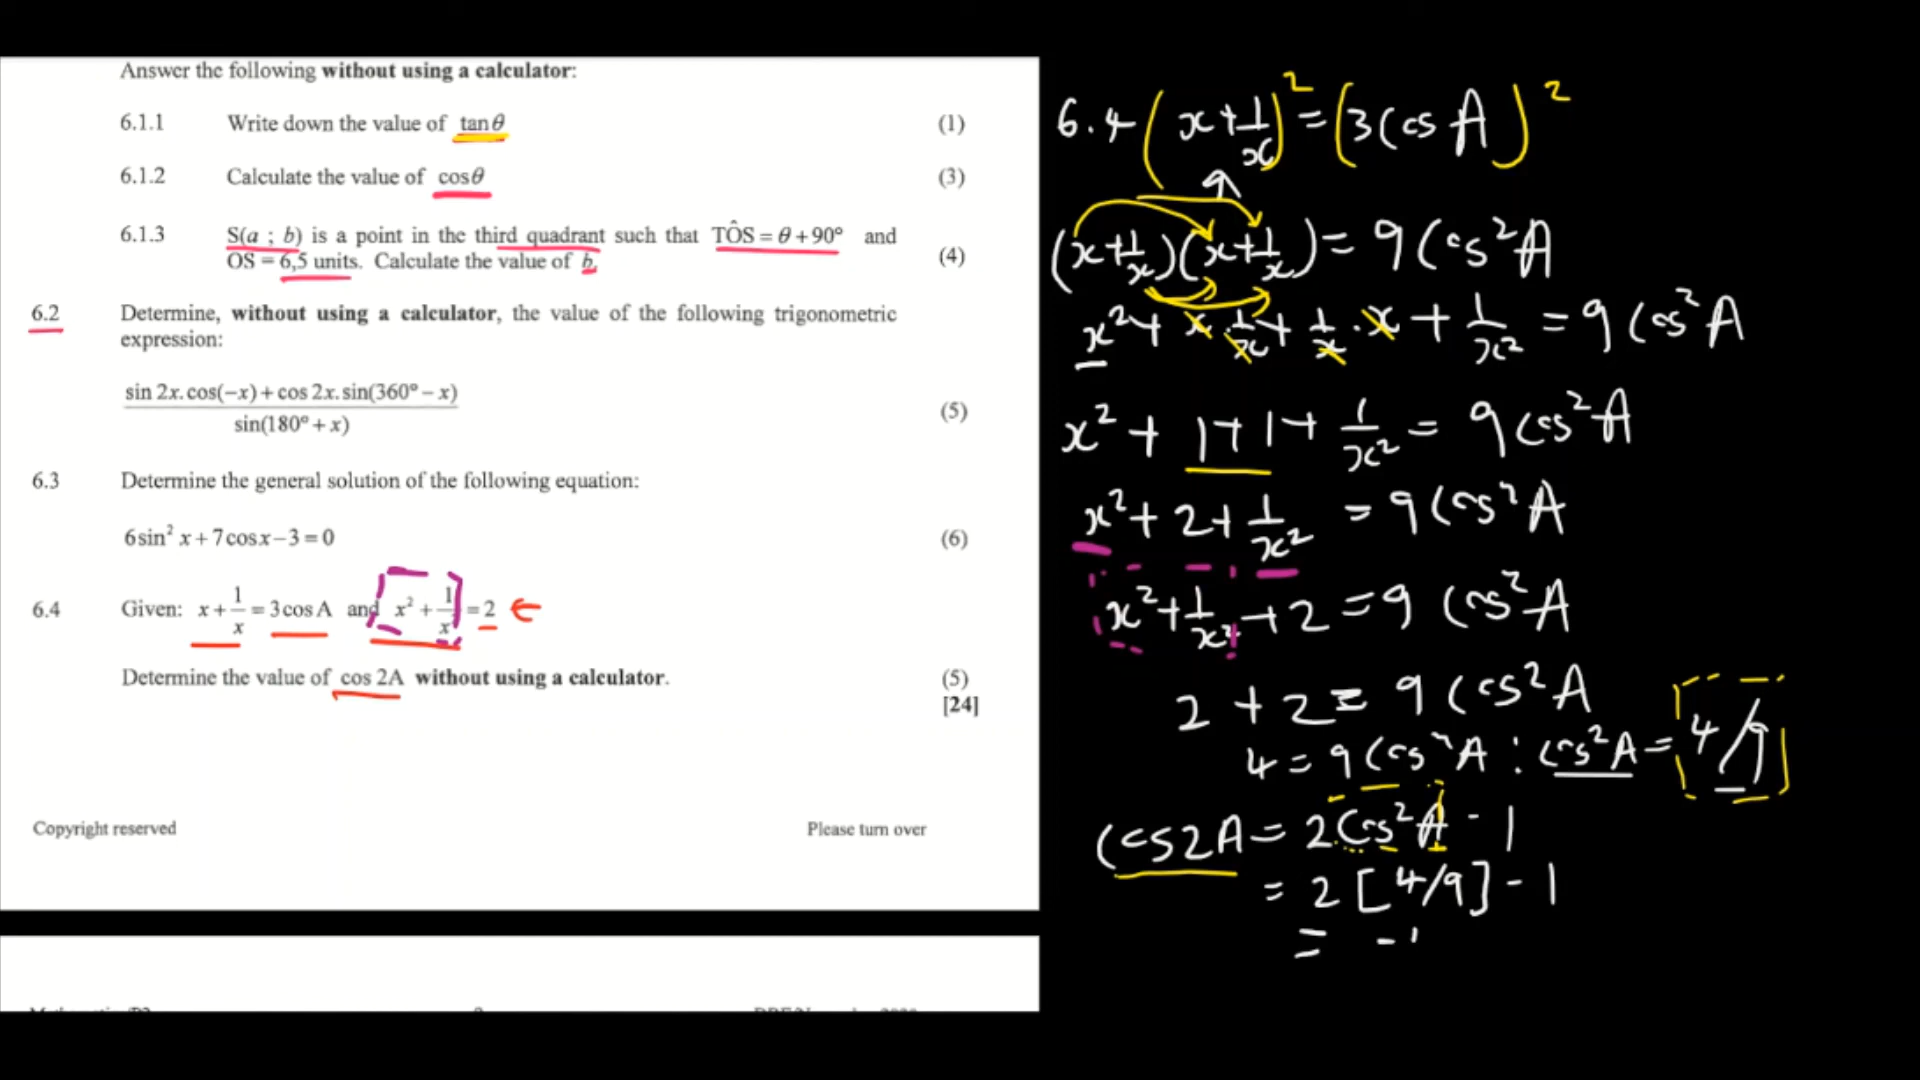 Answer the following without using a calculator:
6.1.1 Write down the value of tanθ (1)
6.1.2 Calculate the value of cosθ (3)
6.1.3 S(a ; b) is a point in the third quadrant such that TÔS = θ + 90° and
OS = 6,5 units. Calculate the value of b. (4)
6.2 Determine, without using a calculator, the value of the following trigonometric
expression:
sin 2x.cos(−x) + cos 2x.sin(360° − x)
sin(180° + x)
(5)
6.3 Determine the general solution of the following equation:
6sin² x + 7cosx − 3 = 0 (6)
6.4 Given: x + 1/x = 3cosA and x² + 1/x² = 2
Determine the value of cos 2A without using a calculator. (5)
[24]
Copyright reserved Please turn over
6.4 (x+1/x)² = (3cosA)²
(x+1/x)(x+1/x) = 9cos²A
x² + x·1/x + 1/x·x + 1/x² = 9cos²A
x² + 1+1+ 1/x² = 9cos²A
x² + 2 + 1/x² = 9cos²A
x² + 1/x² + 2 = 9cos²A
2 + 2 = 9cos²A
4 = 9cos²A : cos²A = 4/9
cos2A = 2cos²A - 1
= 2[4/9] - 1
= -1